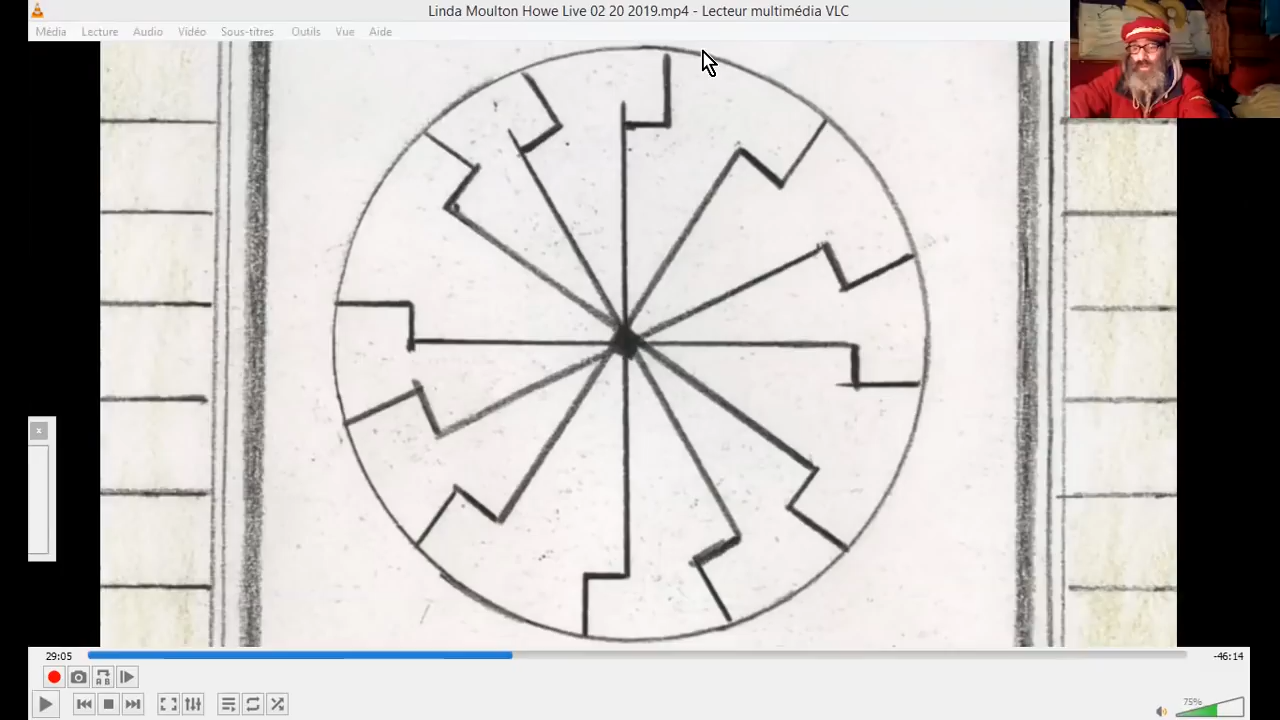 Linda Moulton Howe Live 02 20 2019.mp4 - Lecteur multimédia VLC
Média Lecture Audio Vidéo Sous-titres Outils Vue Aide
x
29:05
-46:14
A B
75%